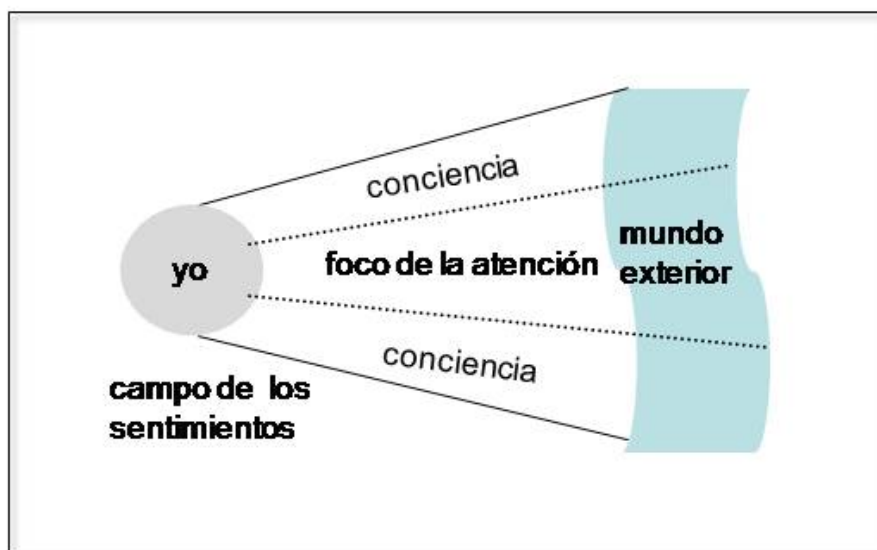 conciencia
yo
foco de la atención
mundo
exterior
conciencia
campo de los
sentimientos